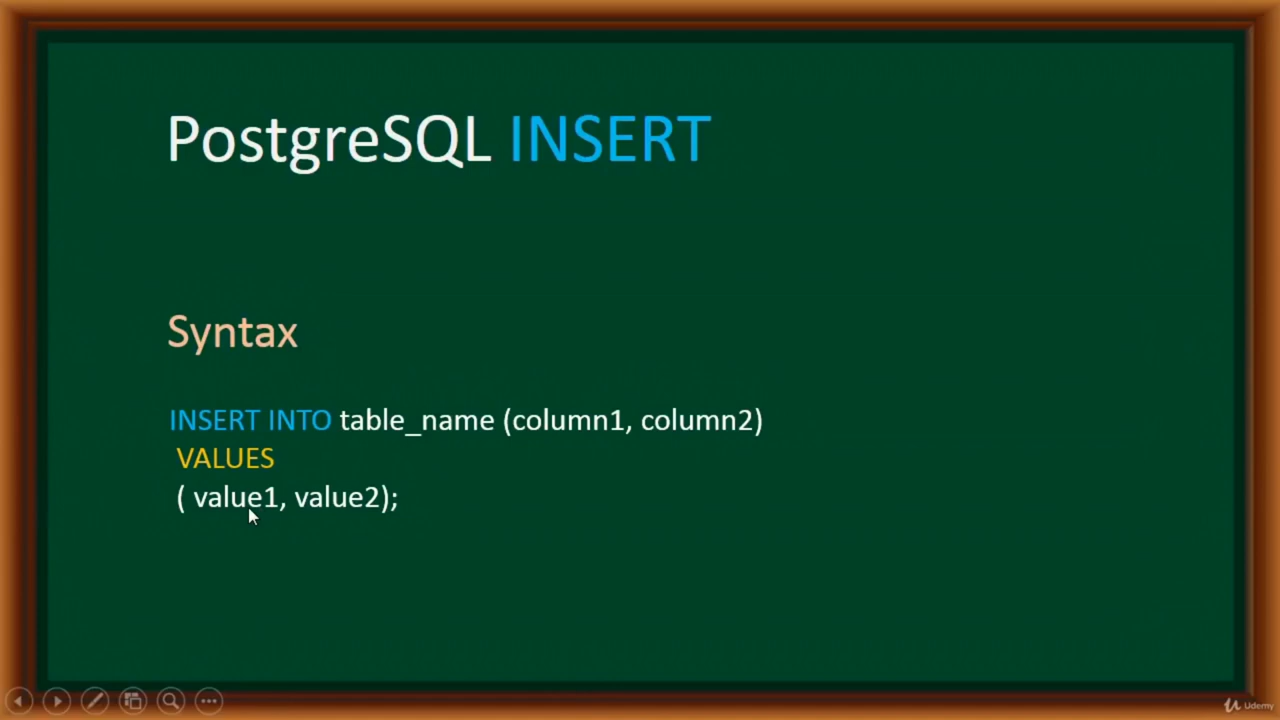 PostgreSQL INSERT
Syntax
INSERT INTO table_name (column1, column2)
VALUES
( value1, value2);
Udemy